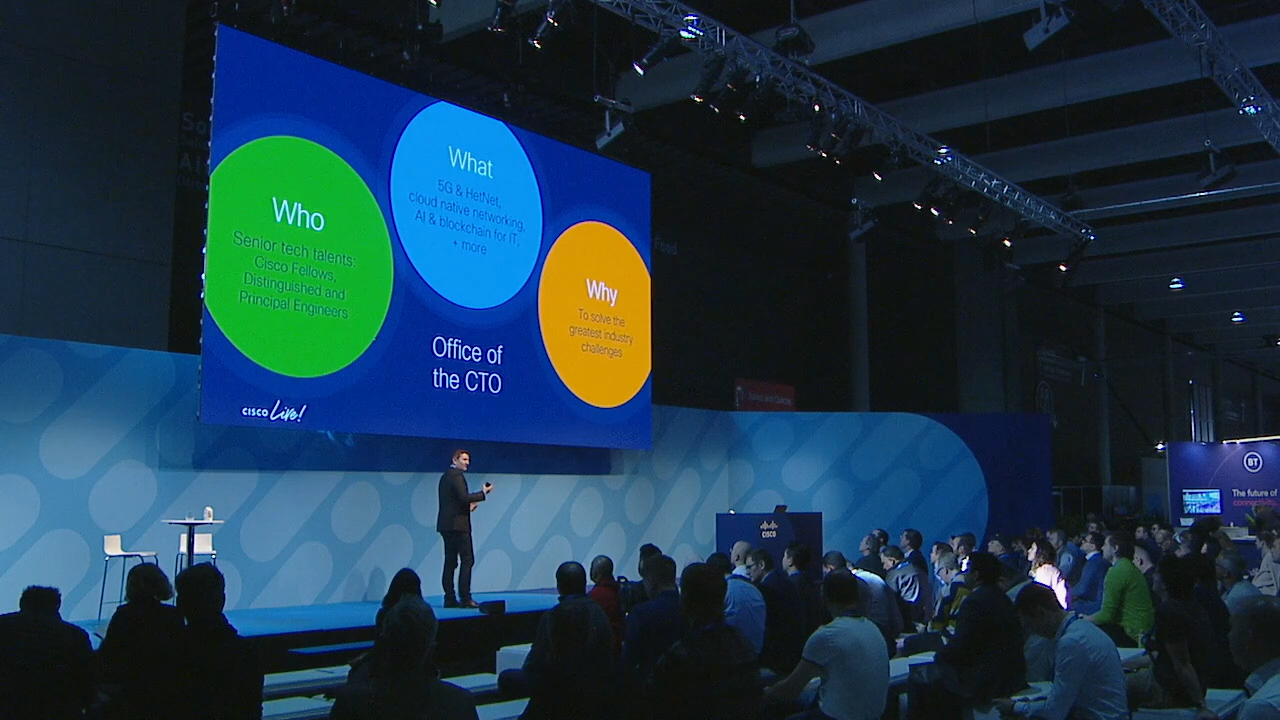 Who
Senior tech talents:
Cisco Fellows,
Distinguished and
Principal Engineers
What
5G & HetNet,
cloud native networking,
AI & blockchain for IT,
+ more
Why
To solve the
greatest industry
challenges
Office of
the CTO
CISCO Live!
Food
CISCO
BT
The future of
connectivity